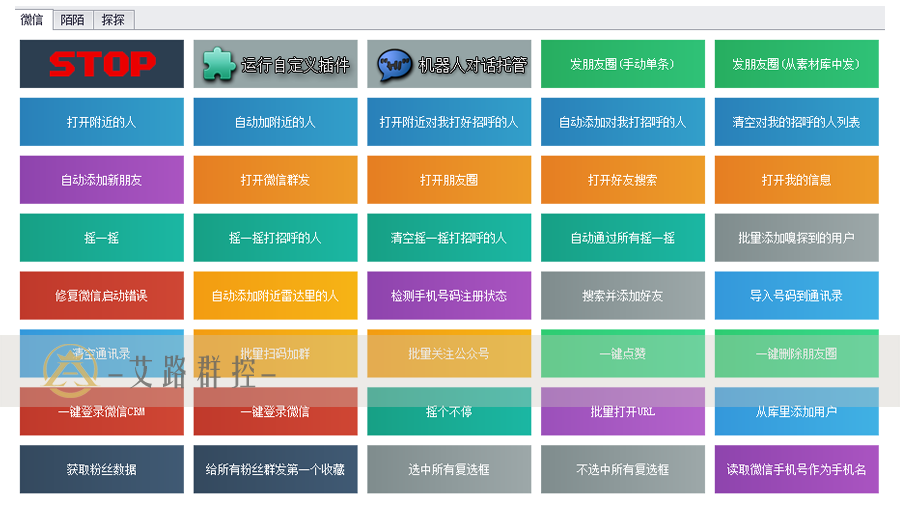 微信
陌陌
探探
STOP
运行自定义插件
机器人对话托管
发朋友圈(手动单条)
发朋友圈(从素材库中发)
打开附近的人
自动加附近的人
打开附近对我打好招呼的人
自动添加对我打招呼的人
清空对我的招呼的人列表
自动添加新朋友
打开微信群发
打开朋友圈
打开好友搜索
打开我的信息
摇一摇
摇一摇打招呼的人
清空摇一摇打招呼的人
自动通过所有摇一摇
批量添加嗅探到的用户
修复微信启动错误
自动添加附近雷达里的人
检测手机号码注册状态
搜索并添加好友
导入号码到通讯录
清空通讯录
批量扫码加群
批量关注公众号
一键点赞
一键删除朋友圈
-艾路群控-
一键登录微信CRM
一键登录微信
摇个不停
批量打开URL
从库里添加用户
获取粉丝数据
给所有粉丝群发第一个收藏
选中所有复选框
不选中所有复选框
读取微信手机号作为手机名